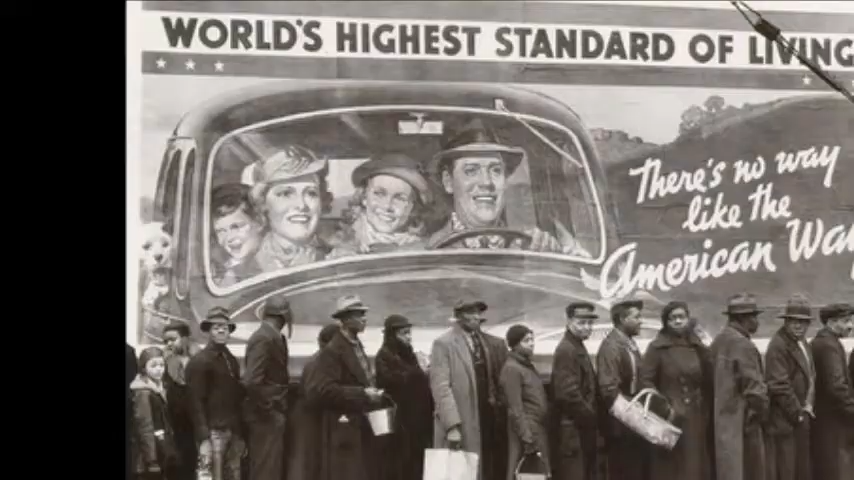 WORLD'S HIGHEST STANDARD OF LIVING
There's no way
like the
American Way